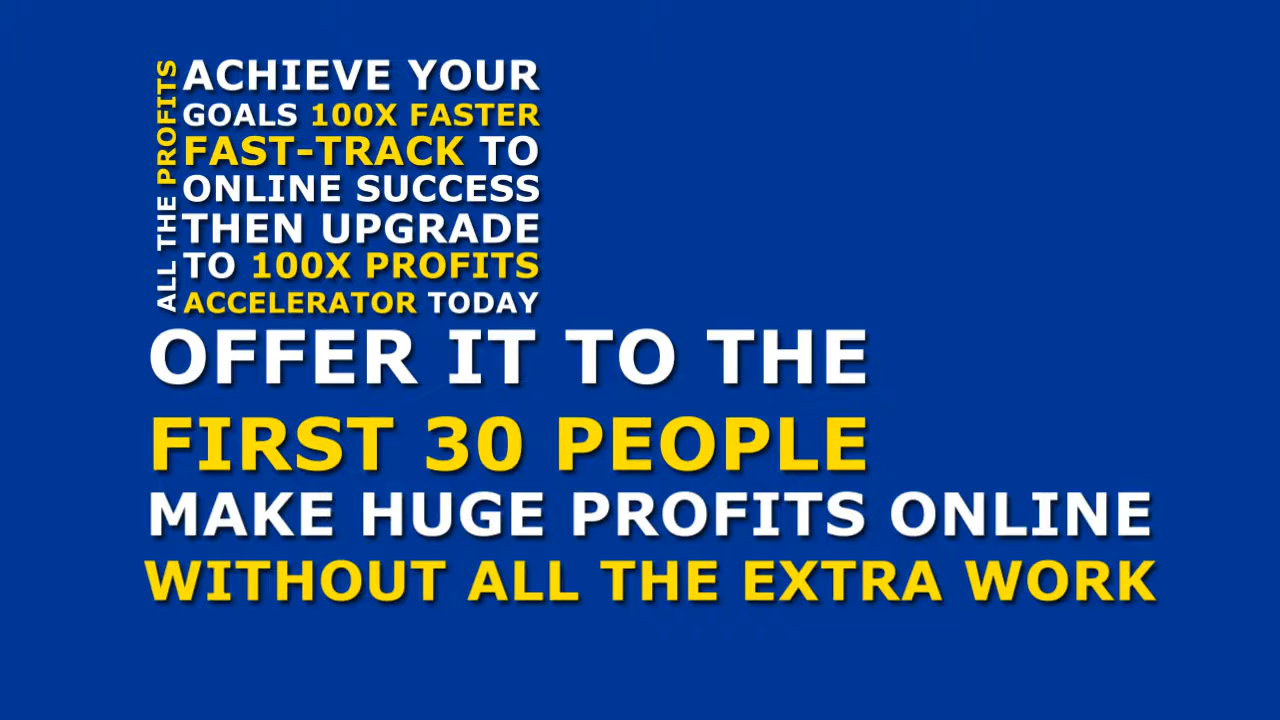 ALL THE PROFITS
ACHIEVE YOUR
GOALS 100X FASTER
FAST-TRACK TO
ONLINE SUCCESS
THEN UPGRADE
TO 100X PROFITS
ACCELERATOR TODAY
OFFER IT TO THE
FIRST 30 PEOPLE
MAKE HUGE PROFITS ONLINE
WITHOUT ALL THE EXTRA WORK